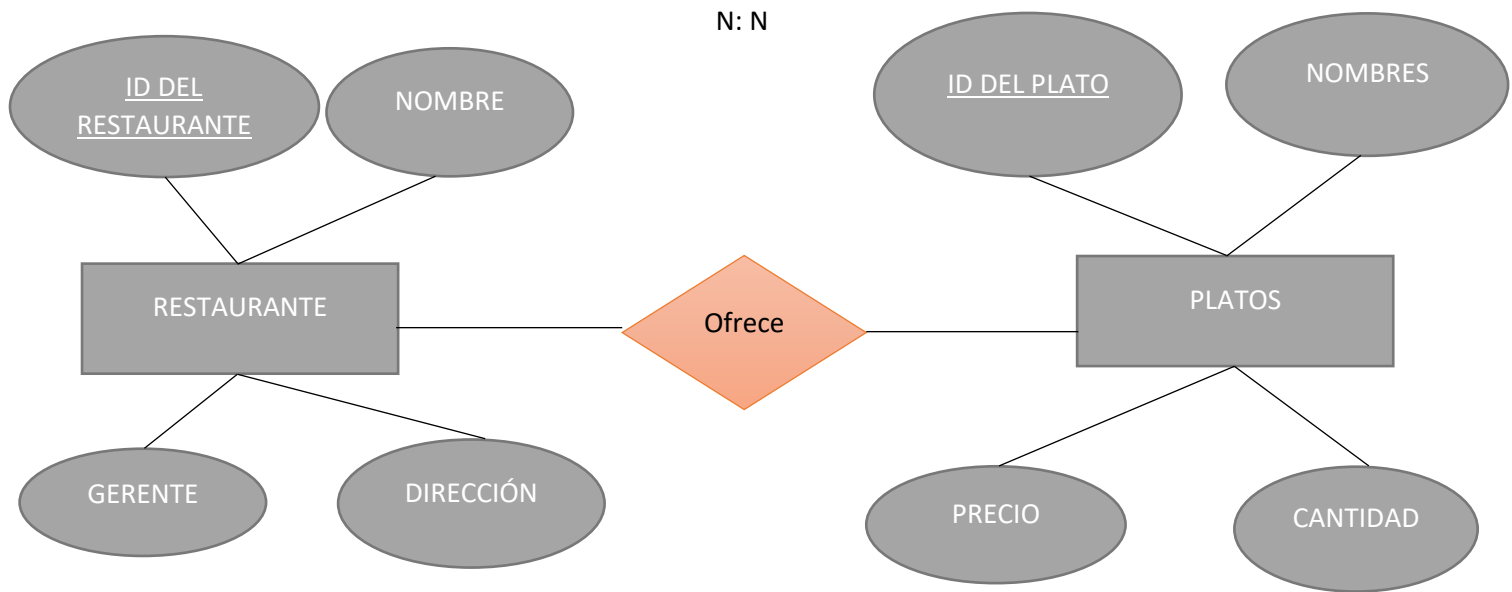 N: N
ID DEL
RESTAURANTE
NOMBRE
ID DEL PLATO
NOMBRES
RESTAURANTE
Ofrece
PLATOS
GERENTE
DIRECCIÓN
PRECIO
CANTIDAD